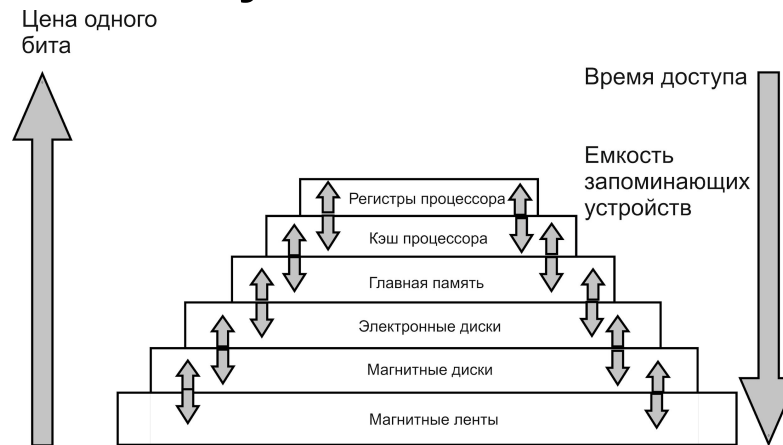 Цена одного
бита
Время доступа
Емкость
запоминающих
устройств
Регистры процессора
Кэш процессора
Главная память
Электронные диски
Магнитные диски
Магнитные ленты